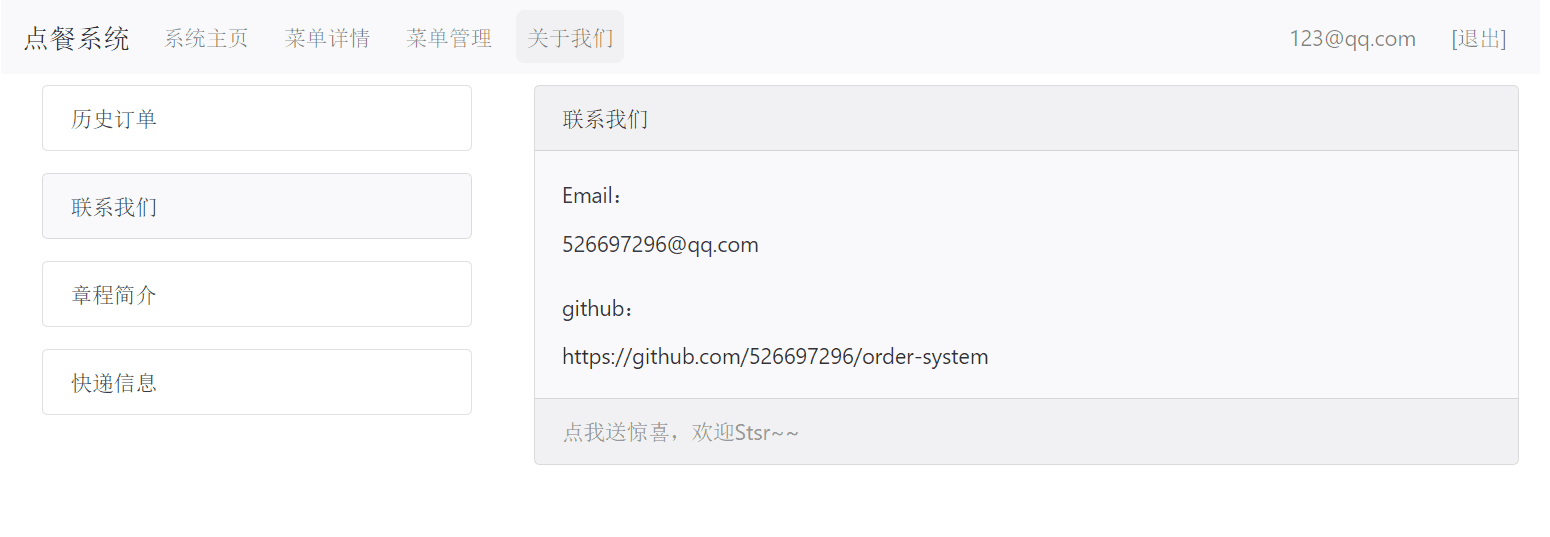 点餐系统 系统主页 菜单详情 菜单管理 关于我们 123@qq.com [退出]
历史订单
联系我们
章程简介
快递信息
联系我们
Email：
526697296@qq.com
github：
https://github.com/526697296/order-system
点我送惊喜，欢迎Stsr~~